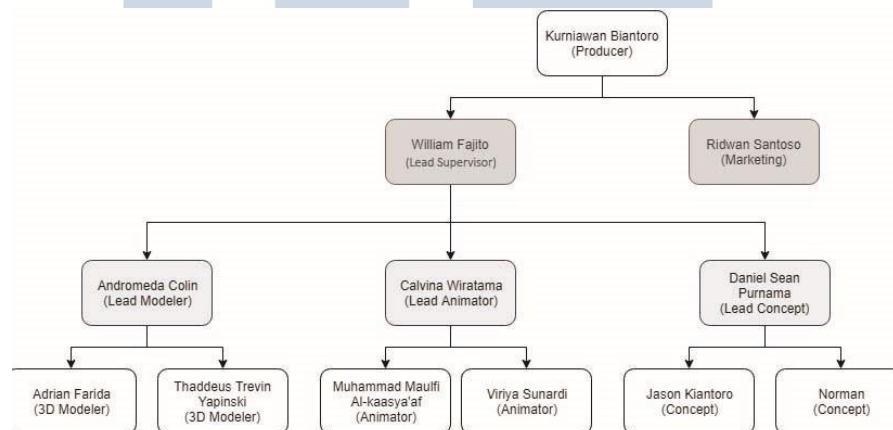 Kurniawan Biantoro
(Producer)
William Fajito
(Lead Supervisor)
Ridwan Santoso
(Marketing)
Andromeda Colin
(Lead Modeler)
Calvina Wiratama
(Lead Animator)
Daniel Sean
Purnama
(Lead Concept)
Adrian Farida
(3D Modeler)
Thaddeus Trevin
Yapinski
(3D Modeler)
Muhammad Maulfi
Al-kaasya'af
(Animator)
Viriya Sunardi
(Animator)
Jason Kiantoro
(Concept)
Norman
(Concept)